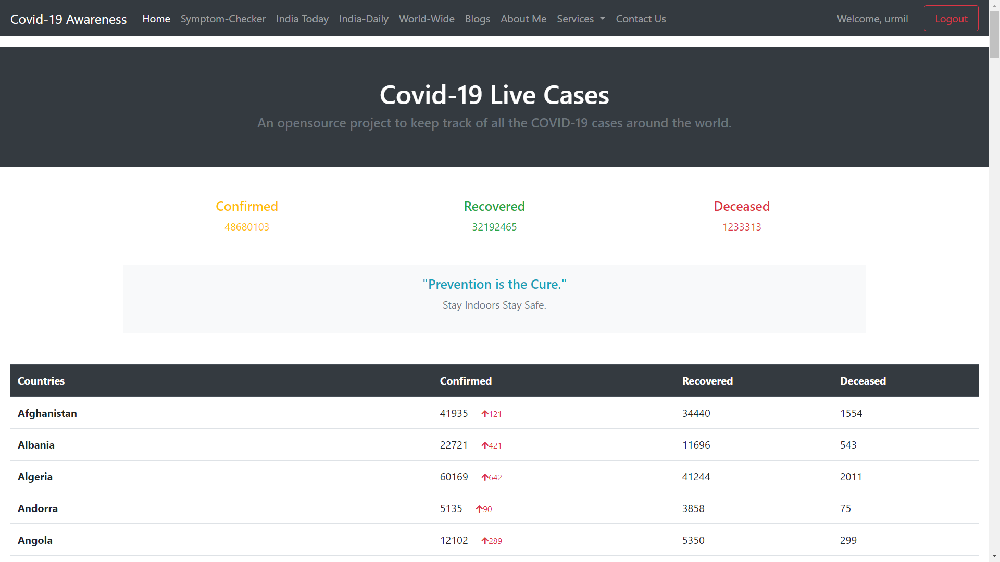 Covid-19 Awareness Home Symptom-Checker India Today India-Daily World-Wide Blogs About Me Services Contact Us Welcome, urmil Logout
Covid-19 Live Cases
An opensource project to keep track of all the COVID-19 cases around the world.
Confirmed Recovered Deceased
48680103 32192465 1233313
"Prevention is the Cure."
Stay Indoors Stay Safe.
Countries Confirmed Recovered Deceased
Afghanistan 41935 121 34440 1554
Albania 22721 421 11696 543
Algeria 60169 642 41244 2011
Andorra 5135 90 3858 75
Angola 12102 289 5350 299